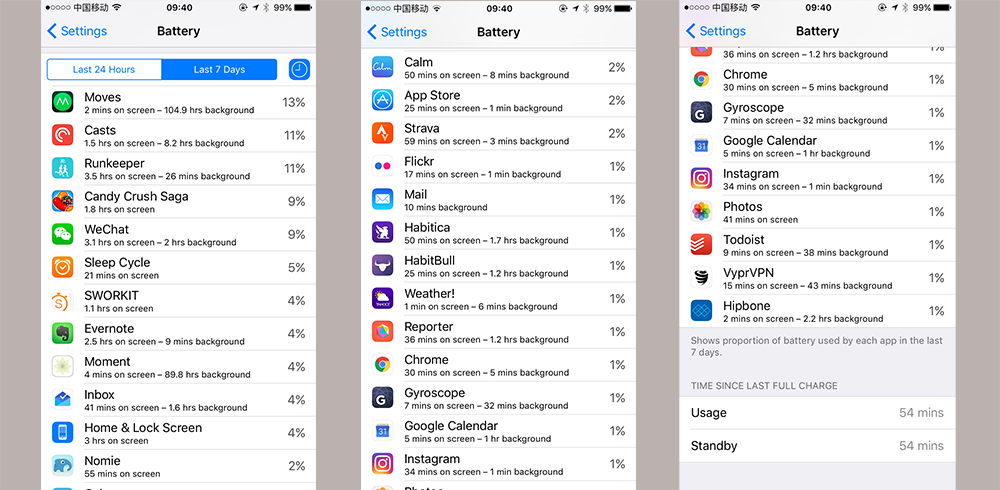 中国移动 09:40 99%
Settings Battery
Last 24 Hours Last 7 Days
Moves
2 mins on screen – 104.9 hrs background
13%
Casts
1.5 hrs on screen – 8.2 hrs background
11%
Runkeeper
3.5 hrs on screen – 26 mins background
11%
Candy Crush Saga
1.8 hrs on screen
9%
WeChat
3.1 hrs on screen – 2 hrs background
9%
Sleep Cycle
21 mins on screen
5%
SWORKIT
1.1 hrs on screen
4%
Evernote
2.5 hrs on screen – 9 mins background
4%
Moment
4 mins on screen – 89.8 hrs background
4%
Inbox
41 mins on screen – 1.6 hrs background
4%
Home & Lock Screen
3 hrs on screen
4%
Nomie
55 mins on screen
2%
中国移动 09:40 99%
Settings Battery
Calm
50 mins on screen – 8 mins background
2%
App Store
25 mins on screen – 1 min background
2%
Strava
59 mins on screen – 3 mins background
2%
Flickr
17 mins on screen – 1 min background
1%
Mail
10 mins background
1%
Habitica
50 mins on screen – 1.7 hrs background
1%
HabitBull
25 mins on screen – 1.2 hrs background
1%
Weather!
1 min on screen – 6 mins background
1%
Reporter
36 mins on screen – 1.2 hrs background
1%
Chrome
30 mins on screen – 5 mins background
1%
Gyroscope
7 mins on screen – 32 mins background
1%
Google Calendar
5 mins on screen – 1 hr background
1%
Instagram
34 mins on screen – 1 min background
1%
中国移动 09:40 99%
Settings Battery
36 mins on screen – 1.2 hrs background
1%
Chrome
30 mins on screen – 5 mins background
1%
Gyroscope
7 mins on screen – 32 mins background
1%
Google Calendar
5 mins on screen – 1 hr background
1%
Instagram
34 mins on screen – 1 min background
1%
Photos
41 mins on screen
1%
Todoist
9 mins on screen – 38 mins background
1%
VyprVPN
15 mins on screen – 43 mins background
1%
Hipbone
2 mins on screen – 2.2 hrs background
1%
Shows proportion of battery used by each app in the last
7 days.
TIME SINCE LAST FULL CHARGE
Usage 54 mins
Standby 54 mins